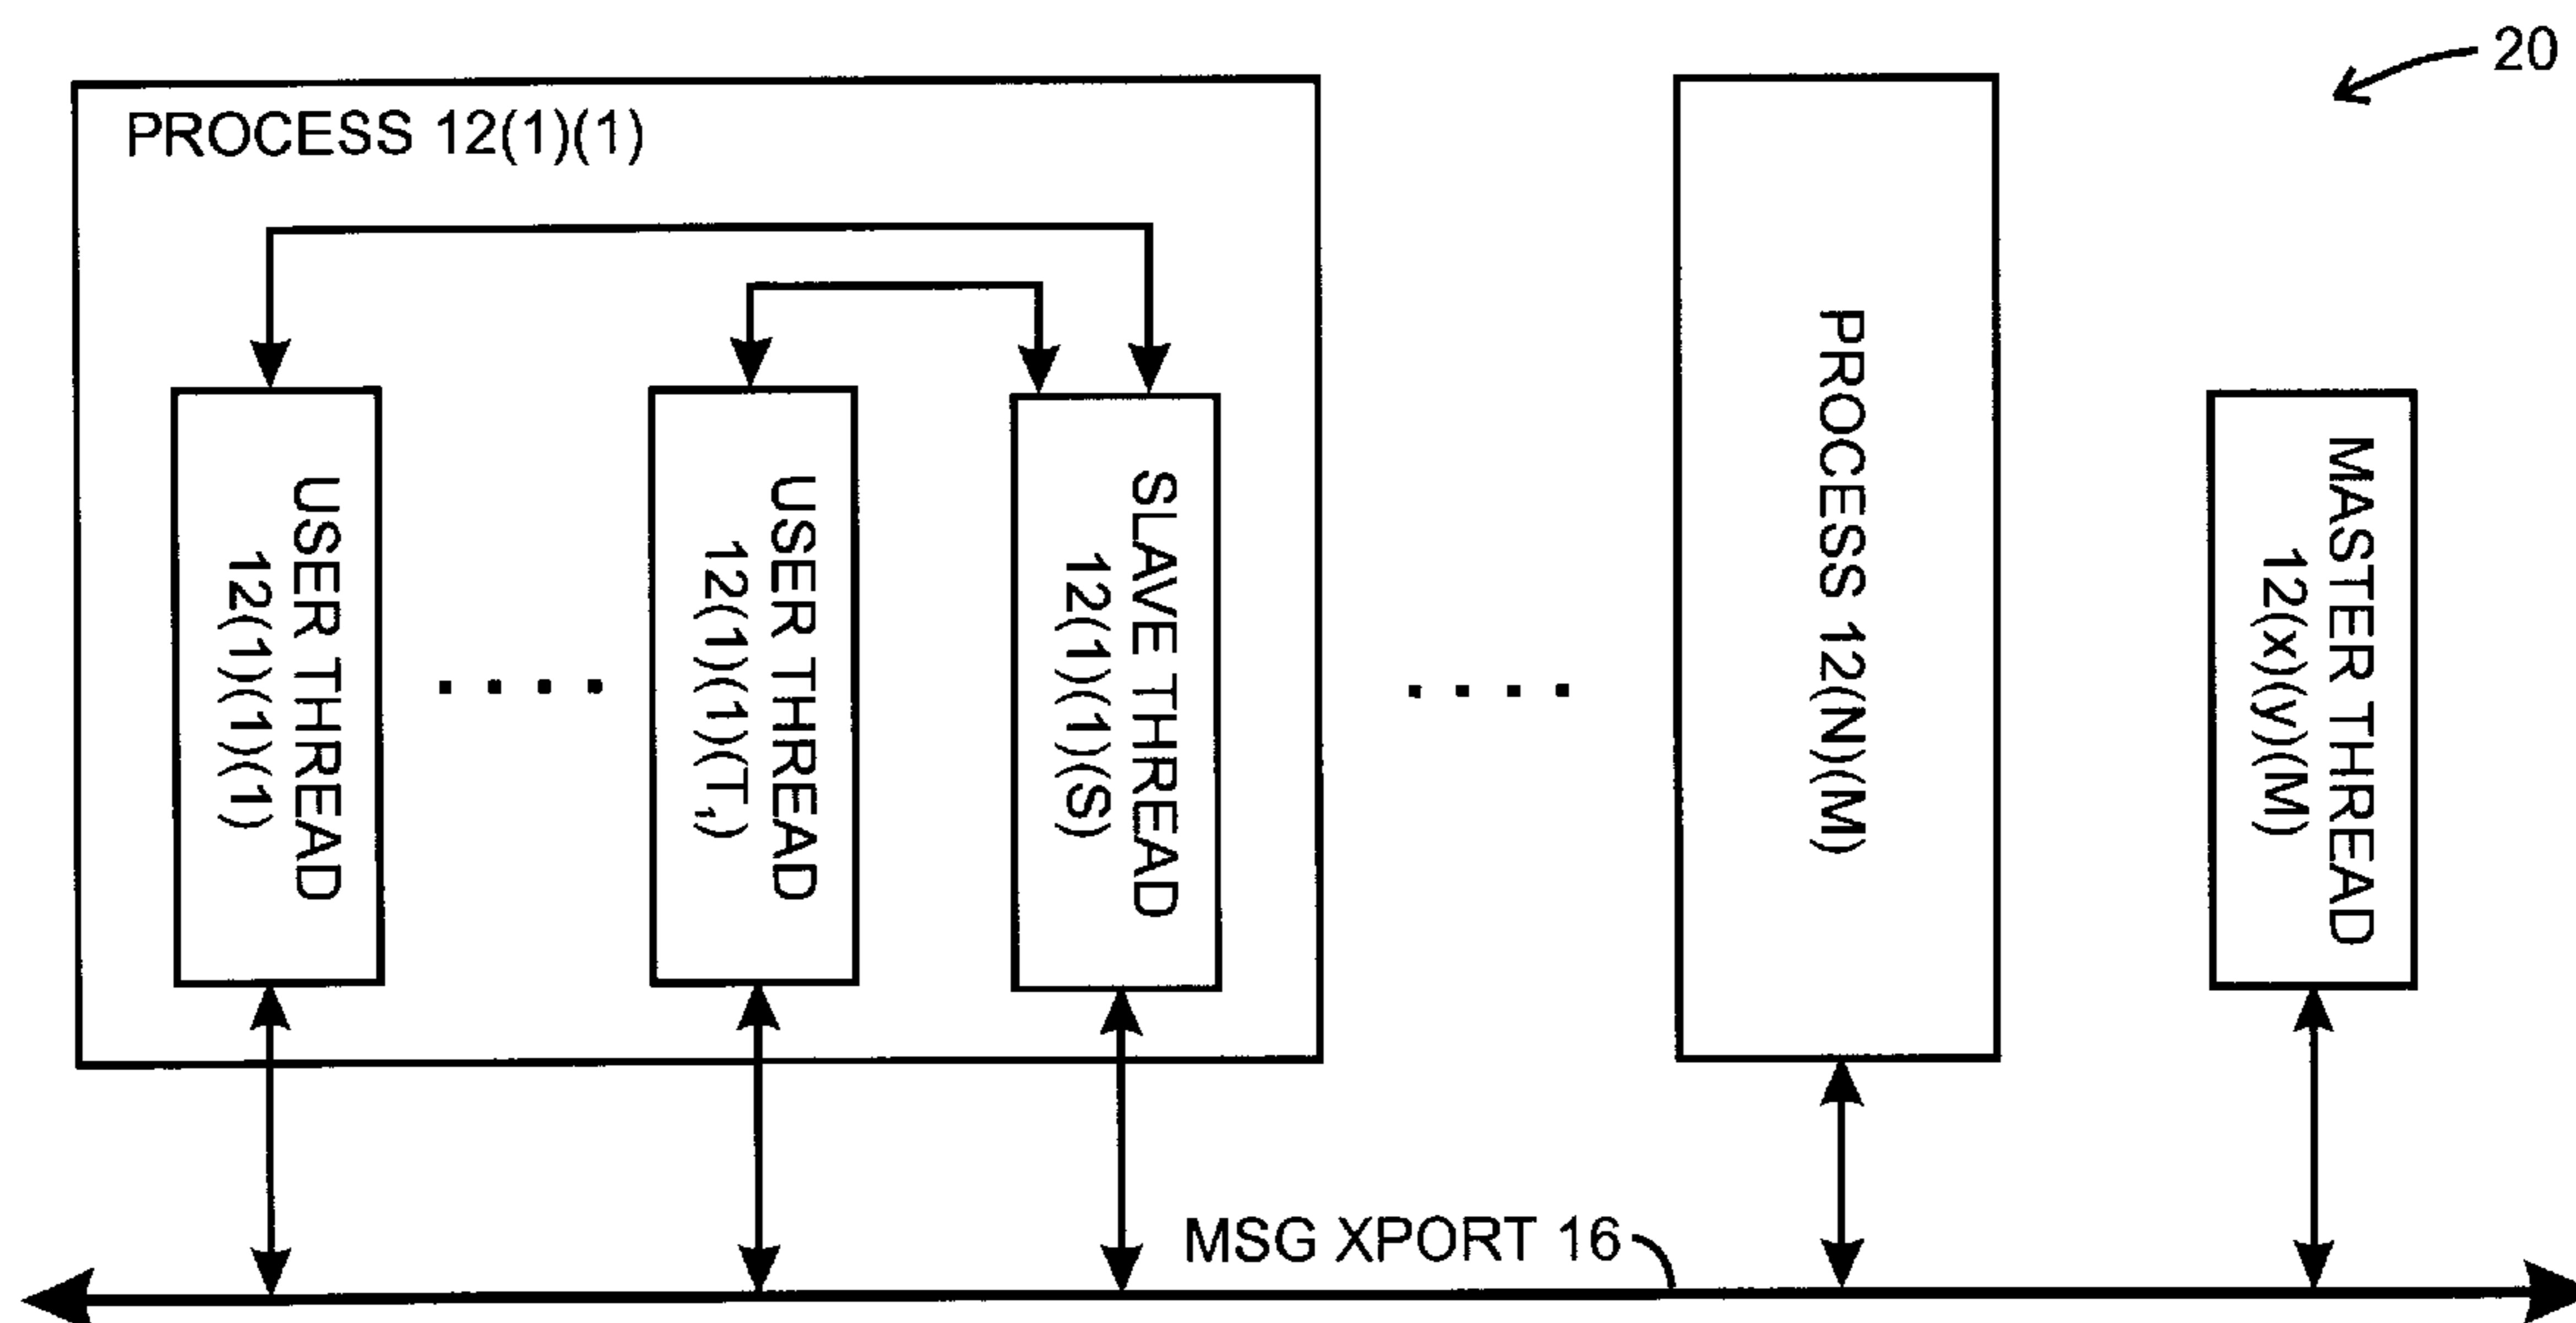 20
PROCESS 12(1)(1)
USER THREAD
12(1)(1)(1)
USER THREAD
12(1)(1)(T₁)
SLAVE THREAD
12(1)(1)(S)
PROCESS 12(N)(M)
MASTER THREAD
12(x)(y)(M)
MSG XPORT 16